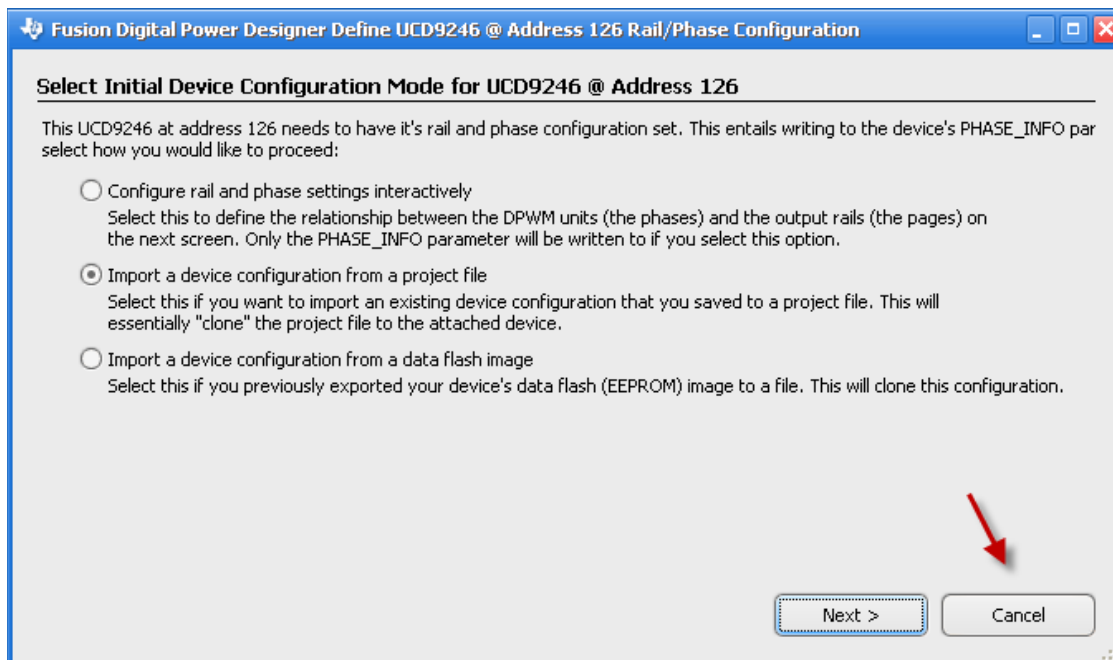 Fusion Digital Power Designer Define UCD9246 @ Address 126 Rail/Phase Configuration
Select Initial Device Configuration Mode for UCD9246 @ Address 126
This UCD9246 at address 126 needs to have it's rail and phase configuration set. This entails writing to the device's PHASE_INFO par
select how you would like to proceed:
Configure rail and phase settings interactively
Select this to define the relationship between the DPWM units (the phases) and the output rails (the pages) on
the next screen. Only the PHASE_INFO parameter will be written to if you select this option.
Import a device configuration from a project file
Select this if you want to import an existing device configuration that you saved to a project file. This will
essentially "clone" the project file to the attached device.
Import a device configuration from a data flash image
Select this if you previously exported your device's data flash (EEPROM) image to a file. This will clone this configuration.
Next > Cancel